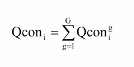 Qcon_i = \sum_{g=1}^{G} Qcon_i^g